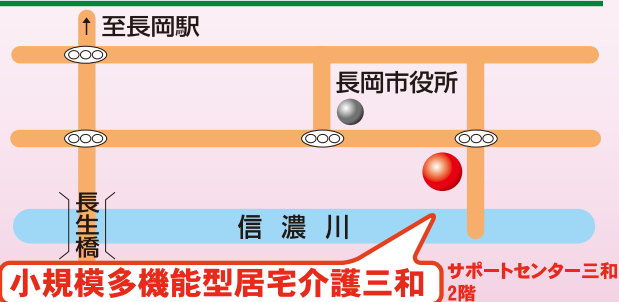 ↑至長岡駅
長岡市役所
長生橋
信濃川
小規模多機能型居宅介護三和
サポートセンター三和
2階